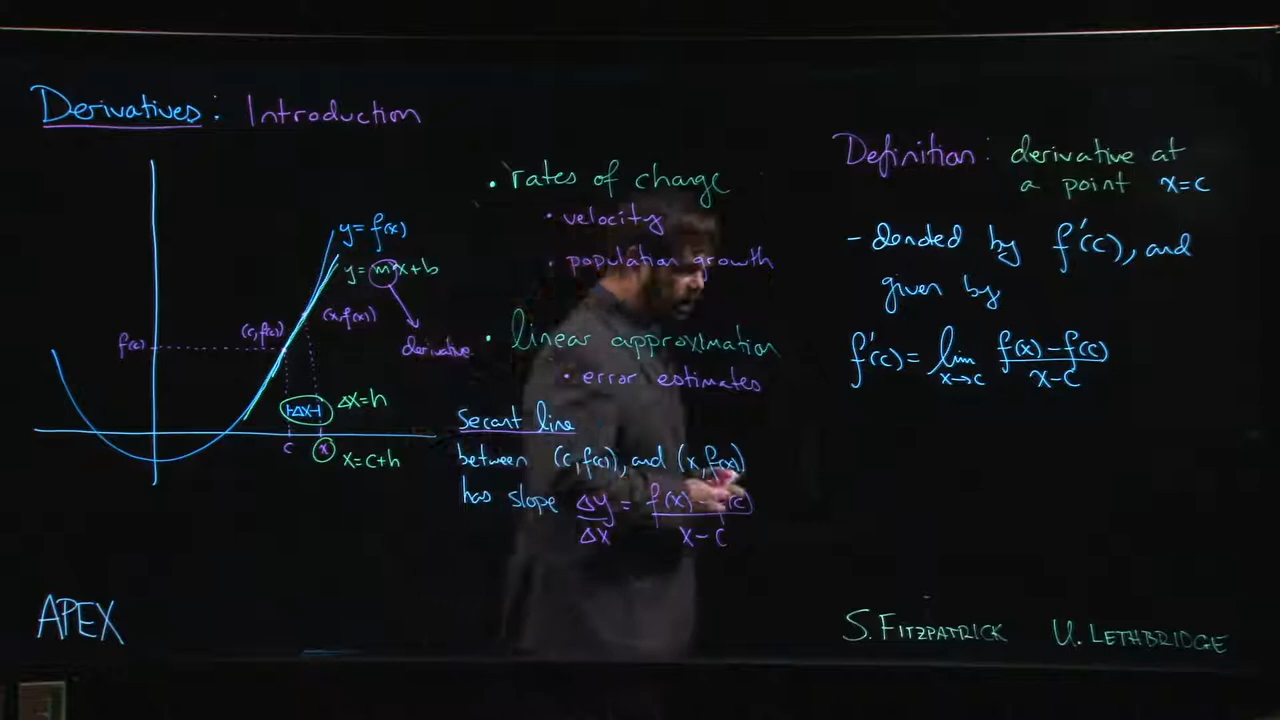 Derivatives: Introduction
y=f(x)
y=mx+b
(x,f(x))
(c,f(c))
f(c)
derivative
Δx
Δx=h
c
x
x=c+h
• rates of change
• velocity
• population growth
• linear approximation
• error estimates
Secant line
between (c,f(c)), and (x,f(x))
has slope Δy/Δx = f(x)-f(c)/x-c
Definition: derivative at
a point x=c
- denoted by f'(c), and
given by
f'(c)= lim x→c f(x)-f(c)/x-c
APEX
S. FITZPATRICK U. LETHBRIDGE